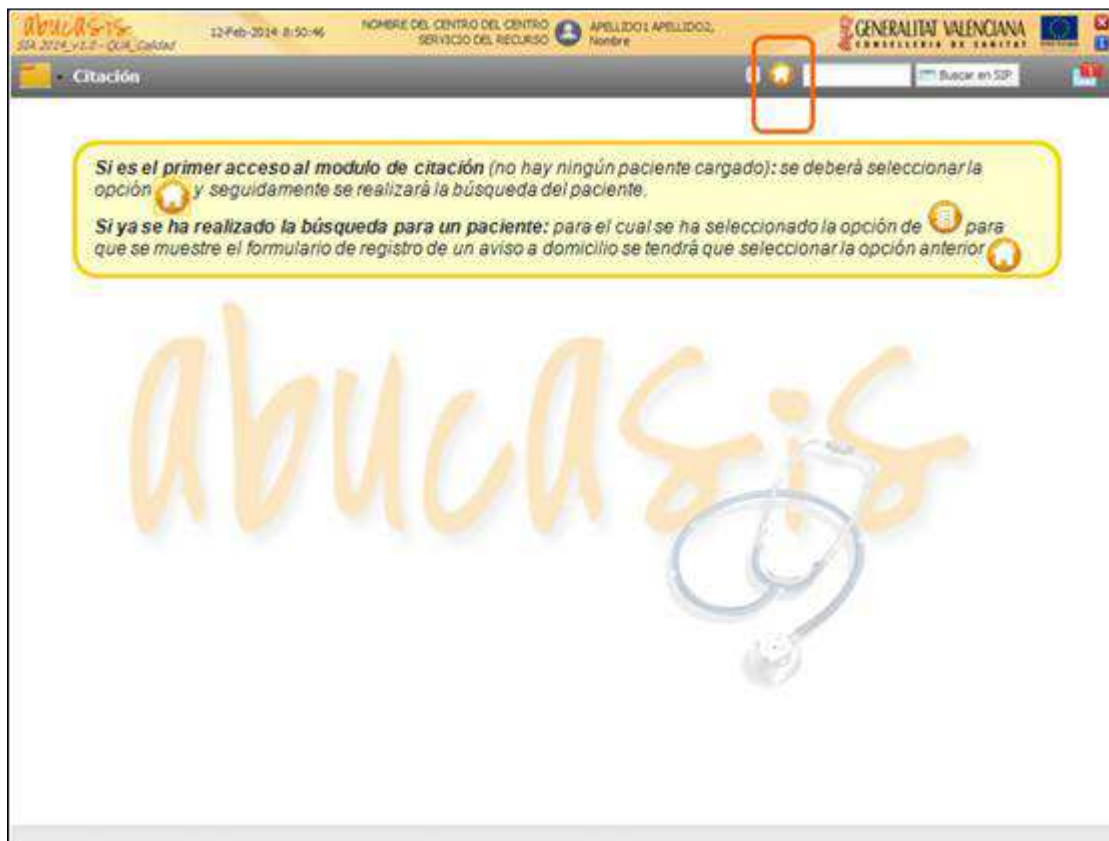 abucasis
SIA 2014_v1.0 - QUA_Calidad
12-Feb-2014 8:50:46
NOMBRE DEL CENTRO DEL CENTRO
SERVICIO DEL RECURSO
APELLIDO1 APELLIDO2,
Nombre
GENERALITAT VALENCIANA
CONSELLERIA DE SANITAT
Citación
Buscar en SIP
Si es el primer acceso al modulo de citación (no hay ningún paciente cargado): se deberá seleccionar la
opción y seguidamente se realizará la búsqueda del paciente.
Si ya se ha realizado la búsqueda para un paciente: para el cual se ha seleccionado la opción de para
que se muestre el formulario de registro de un aviso a domicilio se tendrá que seleccionar la opción anterior
abucasis